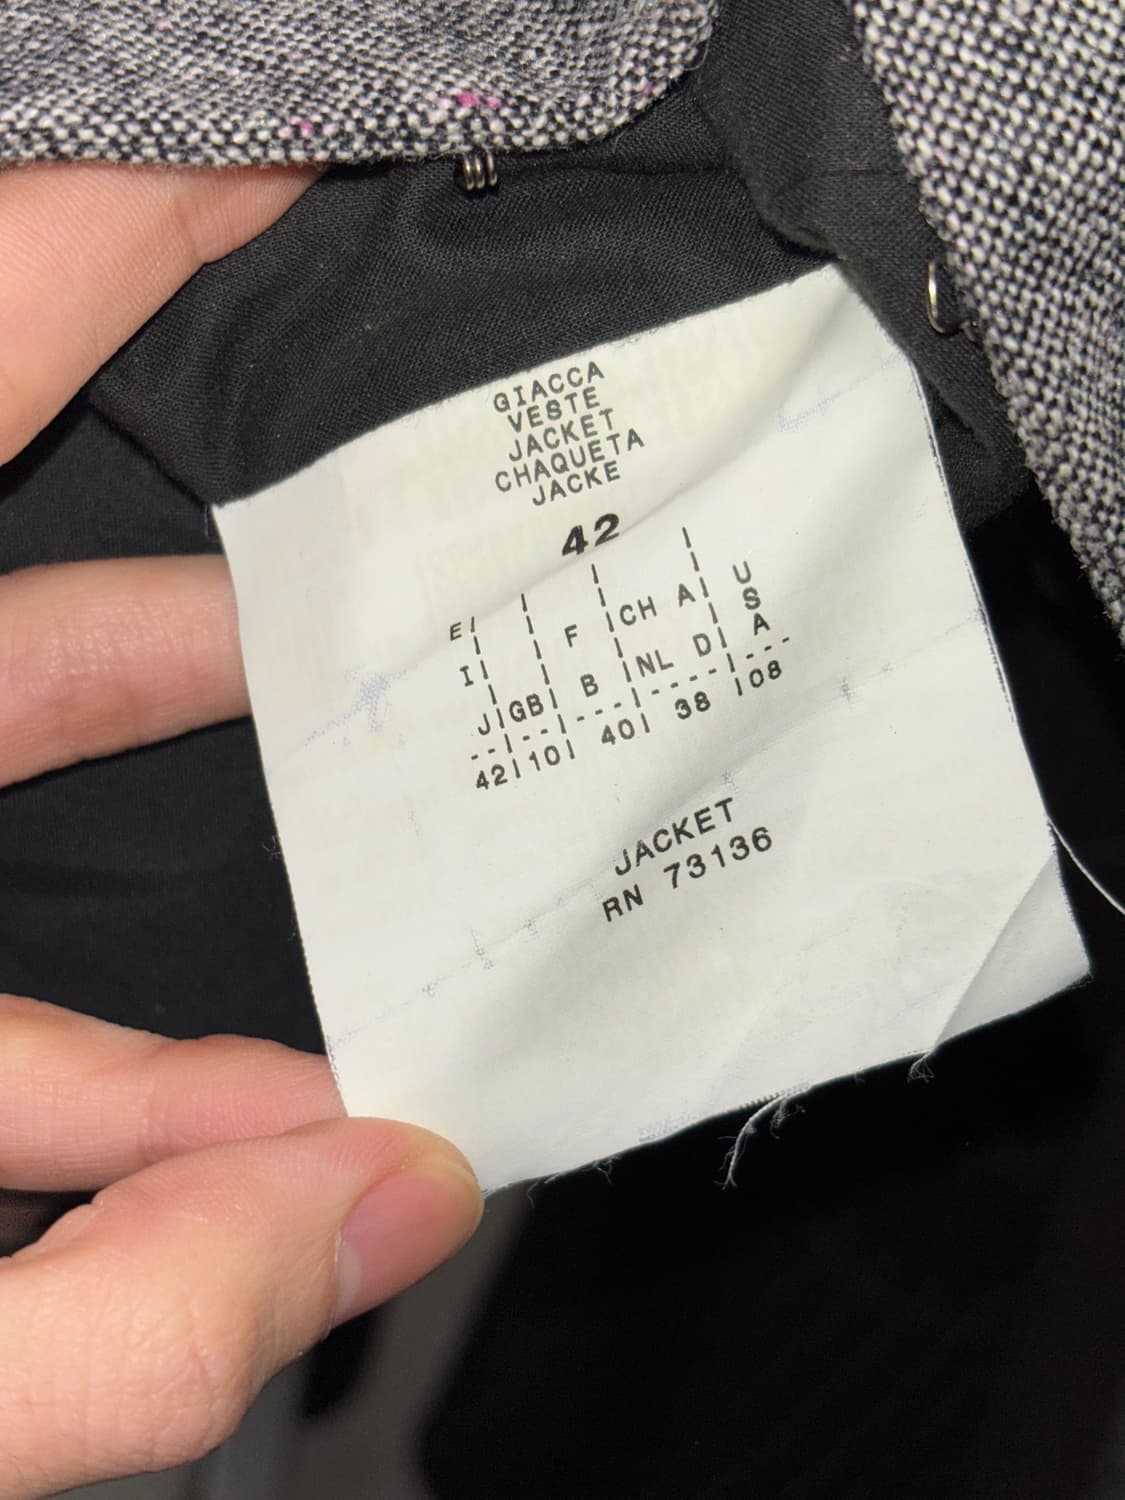 GIACCA
VESTE
JACKET
CHAQUETA
JACKE
42
E | | F | CH A | U
I | | | | S
J | GB | B | NL D | A
--|--|---|-----|---
42 | 10 | 40 | 38 | 08
JACKET
RN 73136